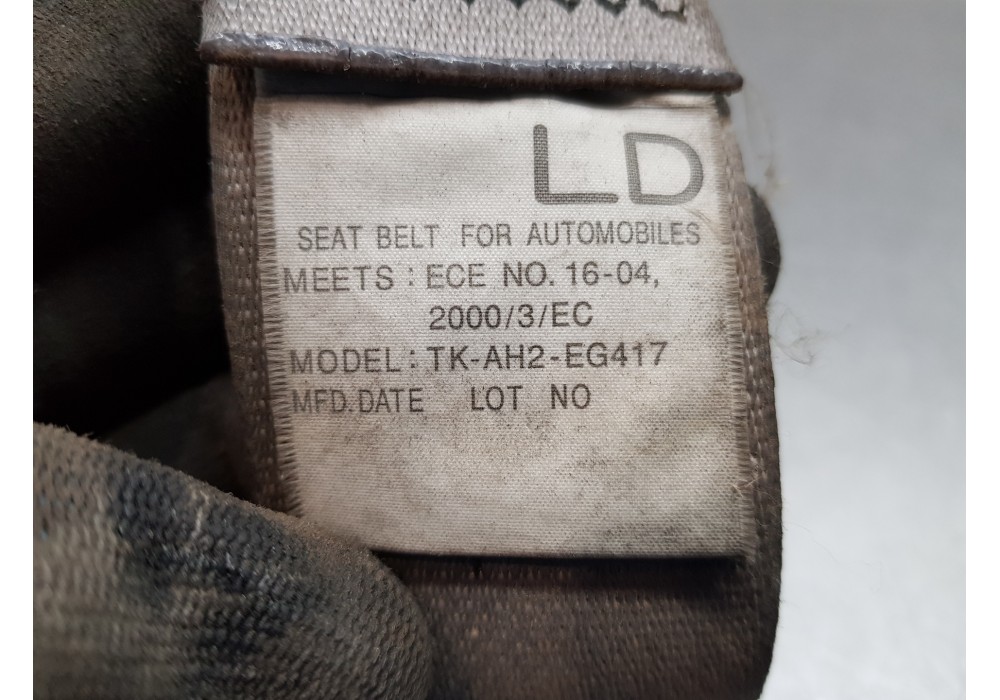 LD
SEAT BELT FOR AUTOMOBILES
MEETS : ECE NO. 16-04,
2000/3/EC
MODEL : TK-AH2-EG417
MFD.DATE LOT NO